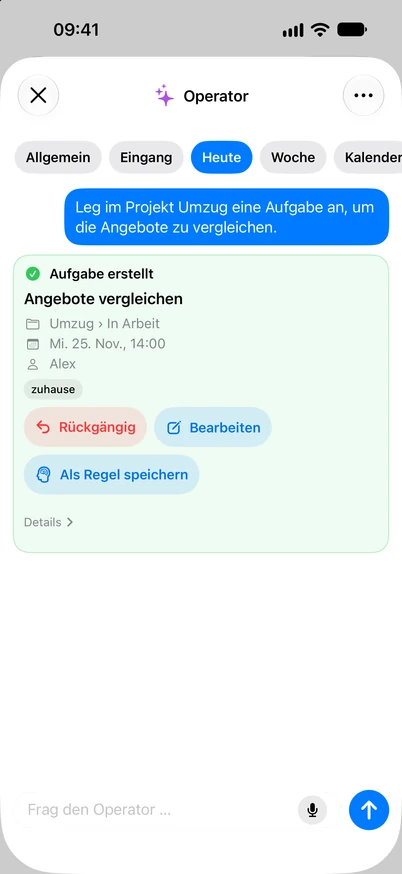 09:41
Operator
Allgemein
Eingang
Heute
Woche
Kalender
Leg im Projekt Umzug eine Aufgabe an, um
die Angebote zu vergleichen.
Aufgabe erstellt
Angebote vergleichen
Umzug › In Arbeit
Mi. 25. Nov., 14:00
Alex
zuhause
Rückgängig
Bearbeiten
Als Regel speichern
Details
Frag den Operator ...